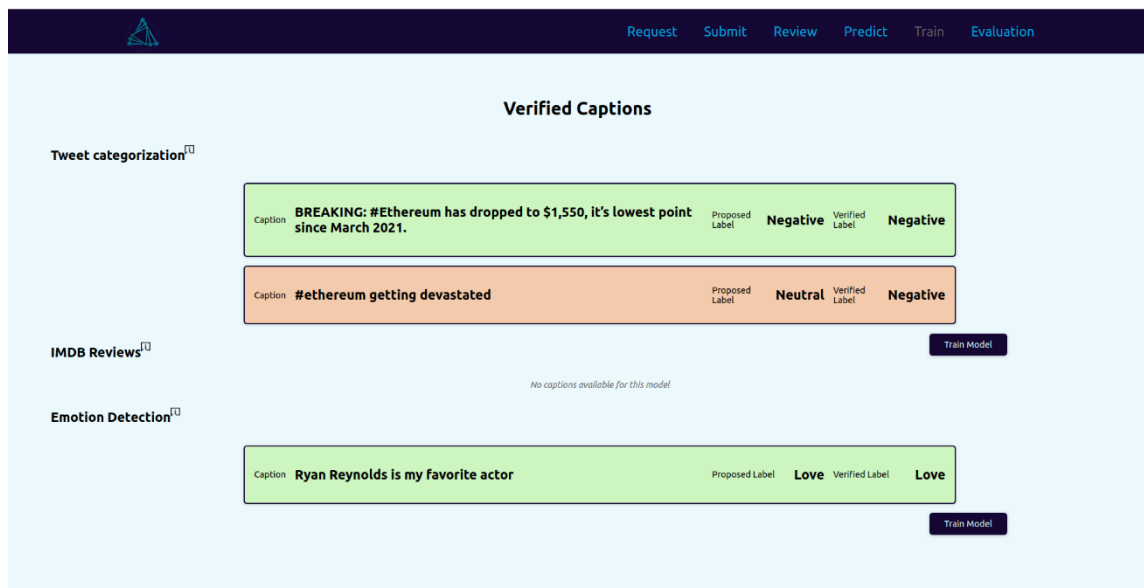 Request Submit Review Predict Train Evaluation
Verified Captions
Tweet categorization
Caption BREAKING: #Ethereum has dropped to $1,550, it's lowest point since March 2021. Proposed Label Negative Verified Label Negative
Caption #ethereum getting devastated Proposed Label Neutral Verified Label Negative
Train Model
IMDB Reviews
No captions available for this model
Emotion Detection
Caption Ryan Reynolds is my favorite actor Proposed Label Love Verified Label Love
Train Model